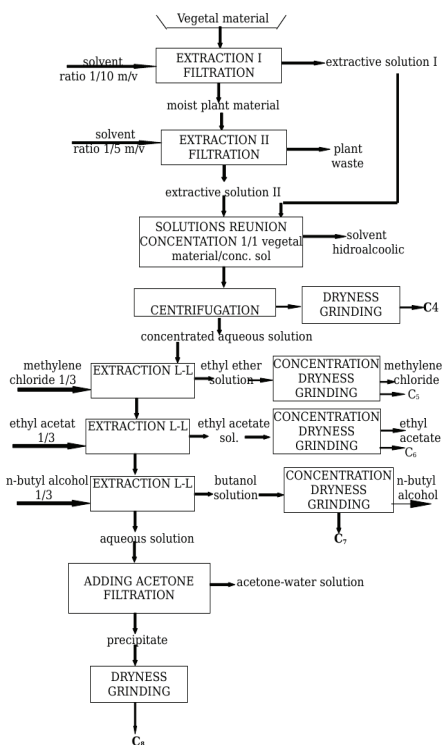 Vegetal material
solvent
ratio 1/10 m/v
EXTRACTION I
FILTRATION
extractive solution I
moist plant material
solvent
ratio 1/5 m/v
EXTRACTION II
FILTRATION
plant
waste
extractive solution II
SOLUTIONS REUNION
CONCENTATION 1/1 vegetal
material/conc. sol
solvent
hidroalcoolic
CENTRIFUGATION
DRYNESS
GRINDING
C4
concentrated aqueous solution
methylene
chloride 1/3
EXTRACTION L-L
ethyl ether
solution
CONCENTRATION
DRYNESS
GRINDING
methylene
chloride
C₅
ethyl acetat
1/3
EXTRACTION L-L
ethyl acetate
sol.
CONCENTRATION
DRYNESS
GRINDING
ethyl
acetate
C₆
n-butyl alcohol
1/3
EXTRACTION L-L
butanol
solution
CONCENTRATION
DRYNESS
GRINDING
n-butyl
alcohol
C₇
aqueous solution
ADDING ACETONE
FILTRATION
acetone-water solution
precipitate
DRYNESS
GRINDING
C₈